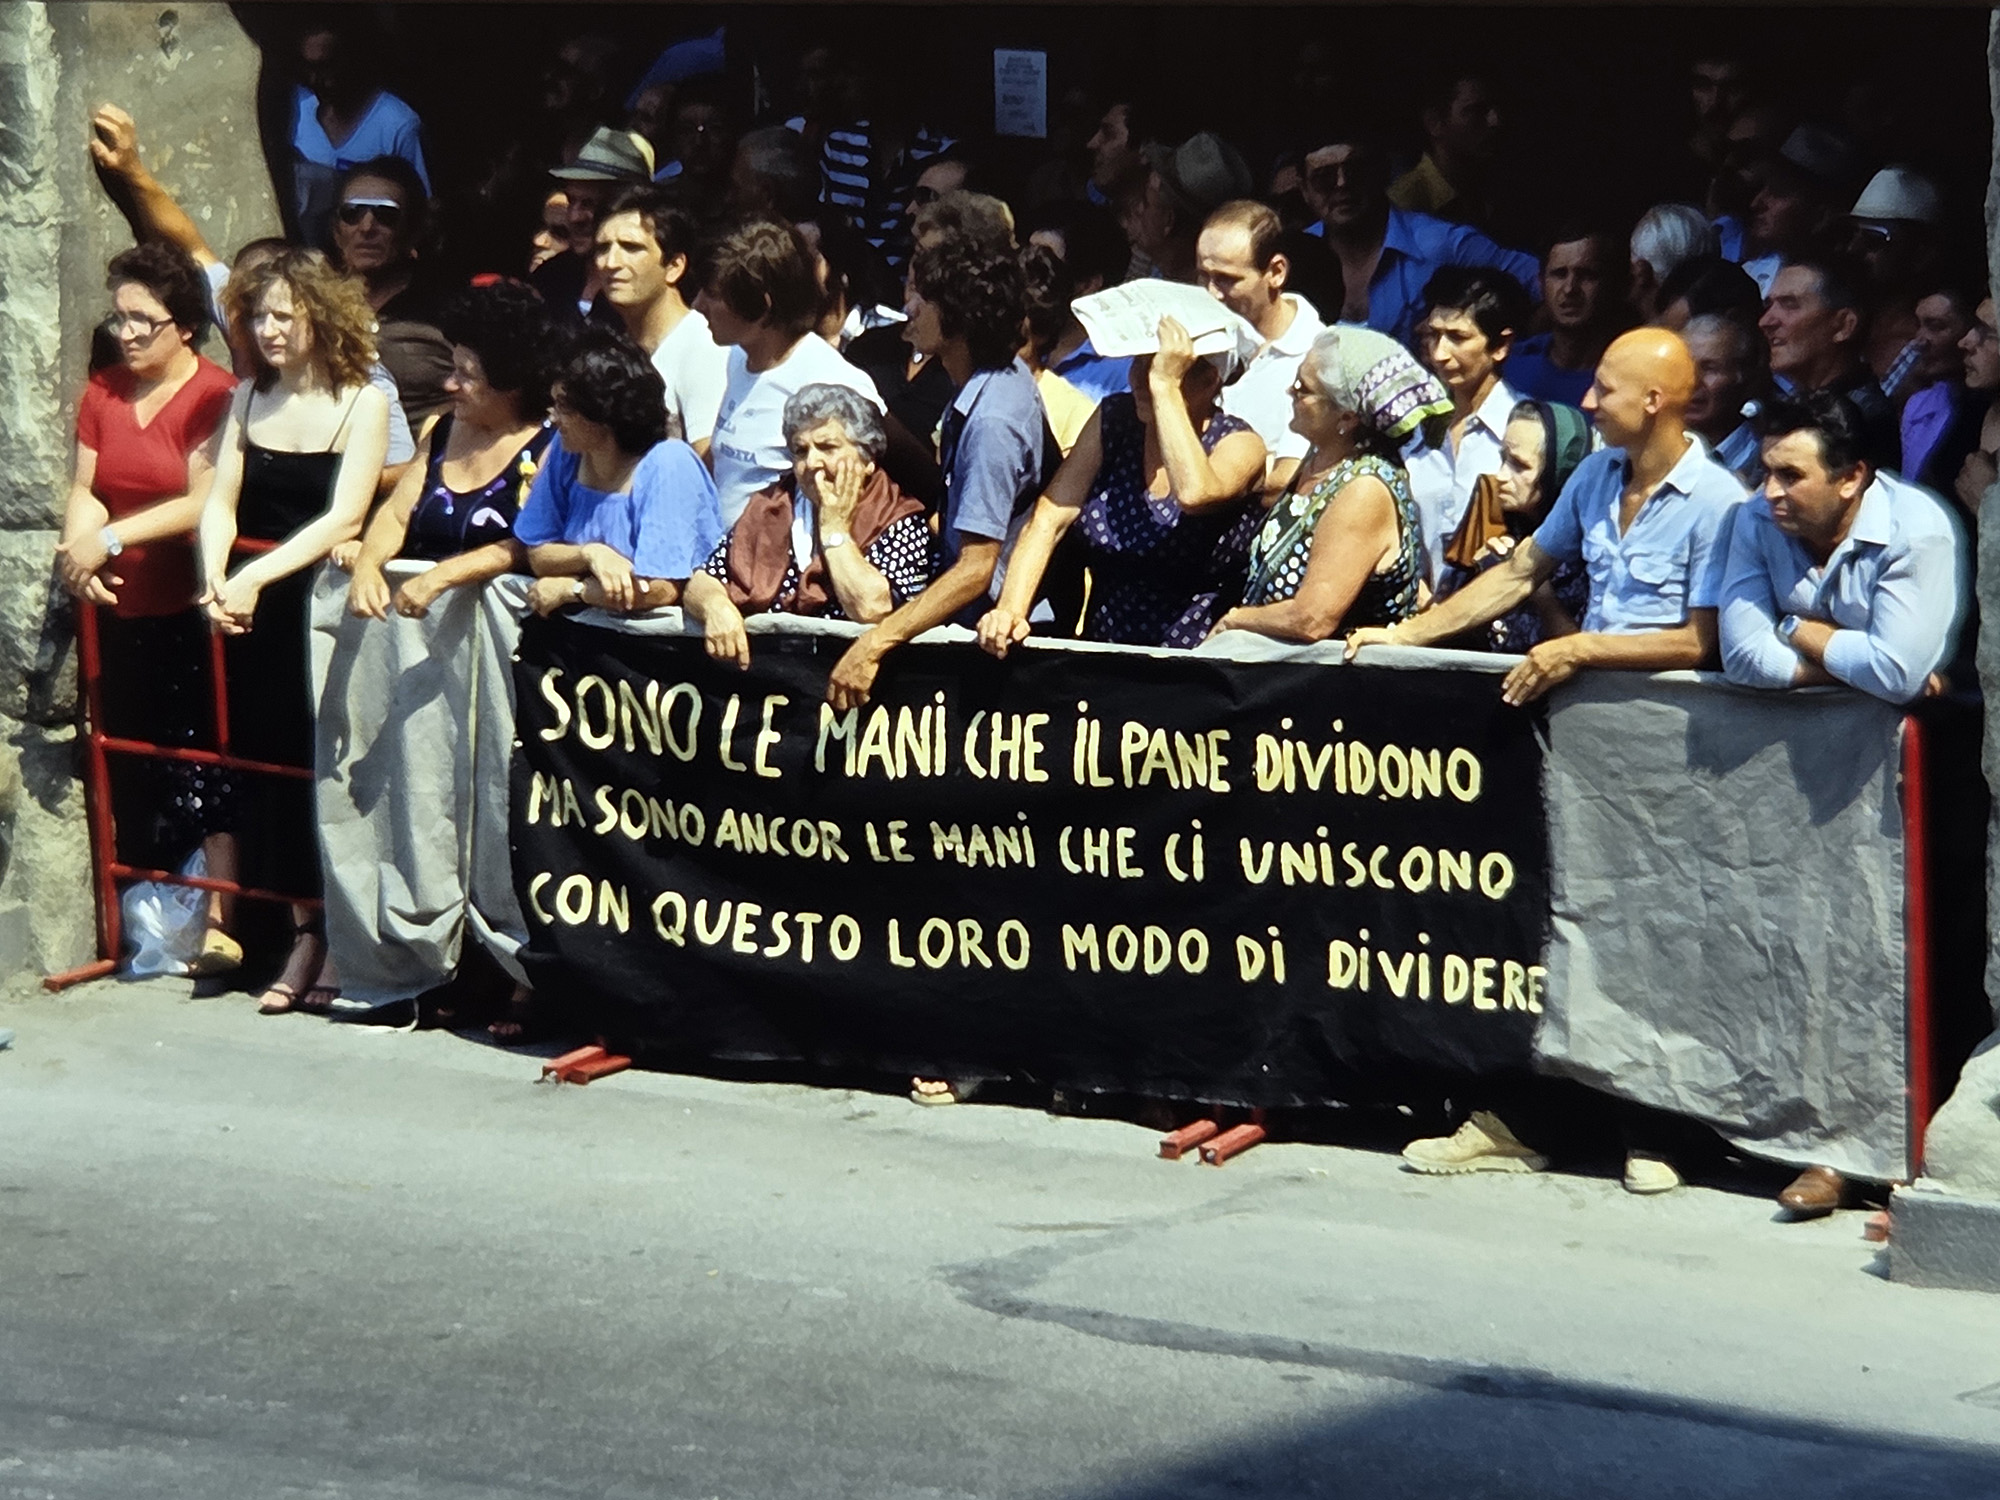 SONO LE MANi CHE iL PANE DiViDONO
MA SONO ANCOR LE MANi CHE Ci UNiSCONO
CON QUESTO LORO MODO Di DiViDERE